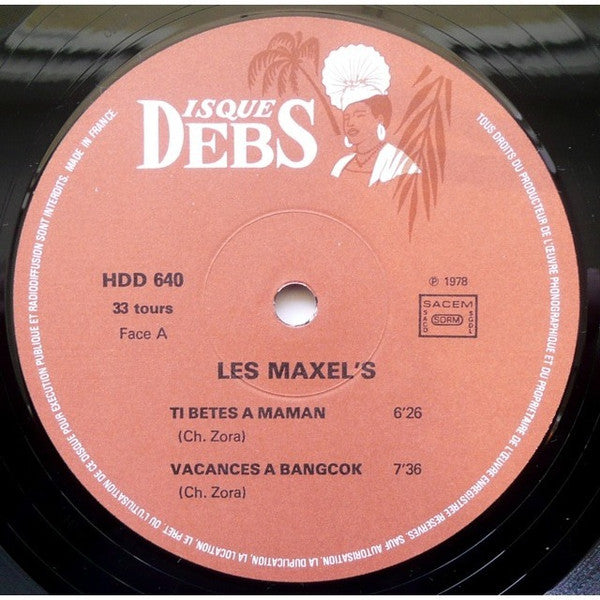 DISQUE
DEBS
HDD 640
33 tours
Face A
℗ 1978
SACEM
SACD
SDRM
SGDL
LES MAXEL'S
TI BETES A MAMAN 6'26
(Ch. Zora)
VACANCES A BANGCOK 7'36
(Ch. Zora)
TOUS DROITS DU PRODUCTEUR DE L'ŒUVRE PHONOGRAPHIQUE ET DU PROPRIETAIRE DE L'ŒUVRE ENREGISTREE RESERVES. SAUF AUTORISATION, LA DUPLICATION, LA LOCATION, LE PRET, OU L'UTILISATION DE CE DISQUE POUR EXECUTION PUBLIQUE ET RADIODIFFUSION SONT INTERDITS. MADE IN FRANCE